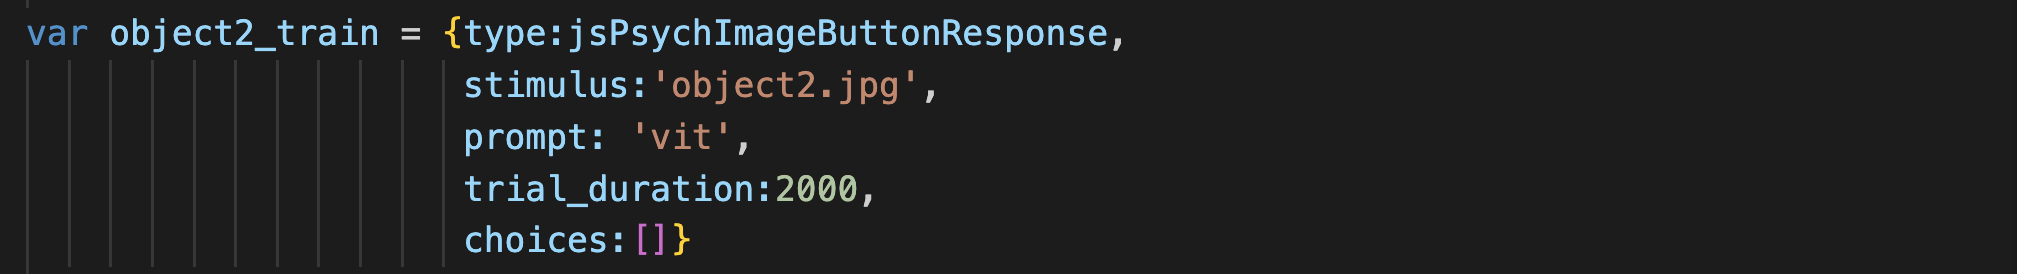 var object2_train = {type:jsPsychImageButtonResponse,
stimulus:'object2.jpg',
prompt: 'vit',
trial_duration:2000,
choices:[]}